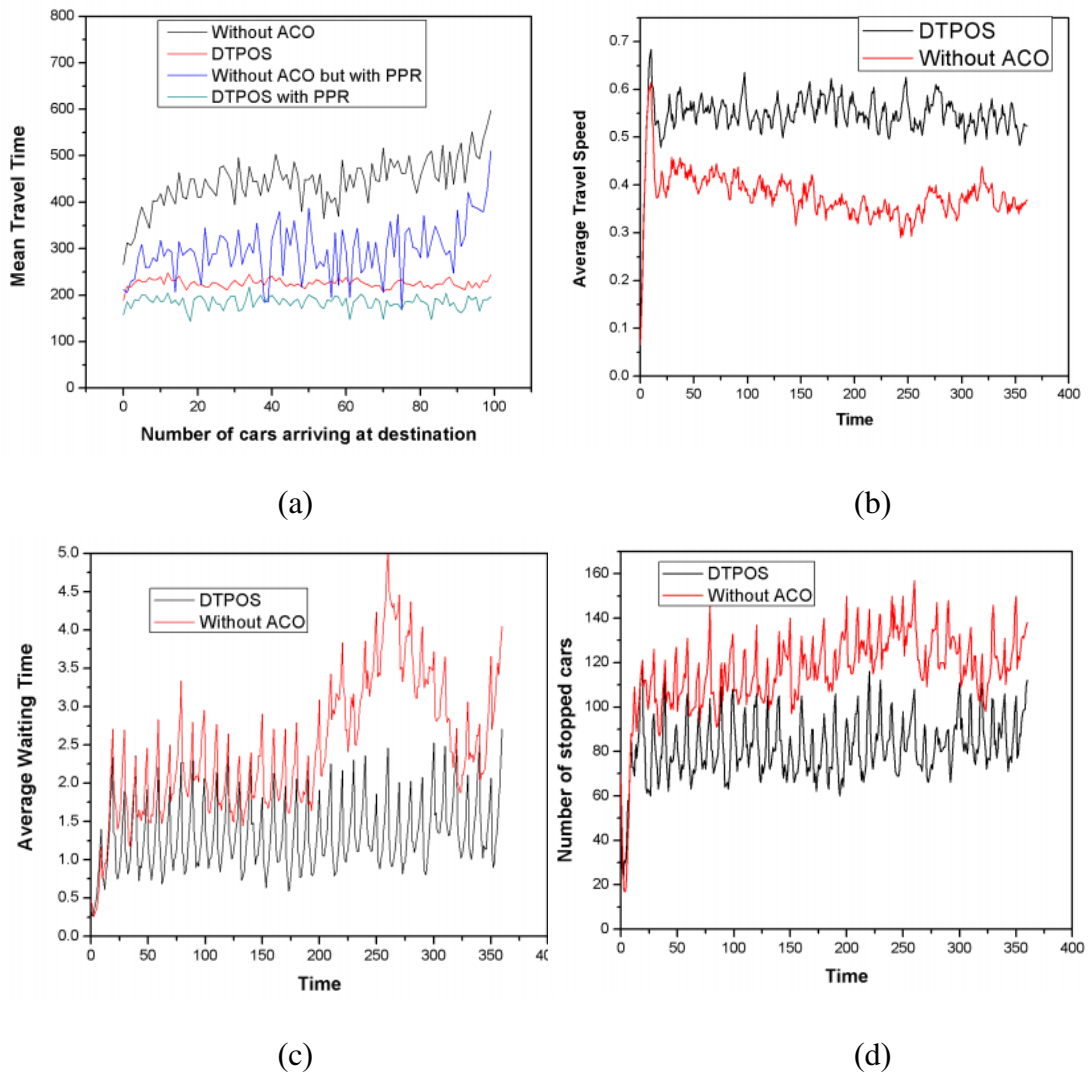 800
700
600
500
400
300
200
100
0
Mean Travel Time
Without ACO
DTPOS
Without ACO but with PPR
DTPOS with PPR
0 20 40 60 80 100
Number of cars arriving at destination
(a)
0.7
0.6
0.5
0.4
0.3
0.2
0.1
0.0
Average Travel Speed
DTPOS
Without ACO
0 50 100 150 200 250 300 350 400
Time
(b)
5.0
4.5
4.0
3.5
3.0
2.5
2.0
1.5
1.0
0.5
0.0
Average Waiting Time
DTPOS
Without ACO
0 50 100 150 200 250 300 350 40
Time
(c)
160
140
120
100
80
60
40
20
0
Number of stopped cars
DTPOS
Without ACO
0 50 100 150 200 250 300 350 400
Time
(d)